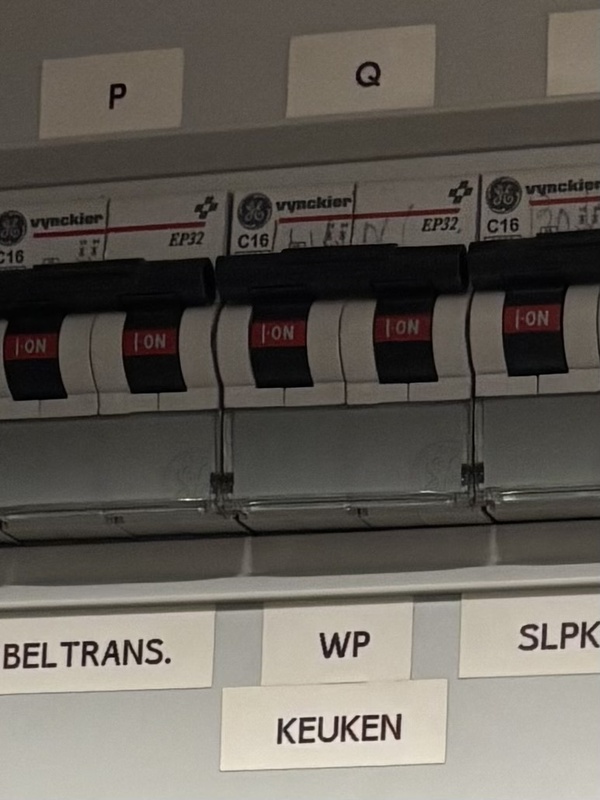 P
Q
vynckier
EP32
C16
vynckier
EP32
C16
vynckier
C16
I·ON
I·ON
I·ON
I·ON
I·ON
BELTRANS.
WP
SLPK
KEUKEN